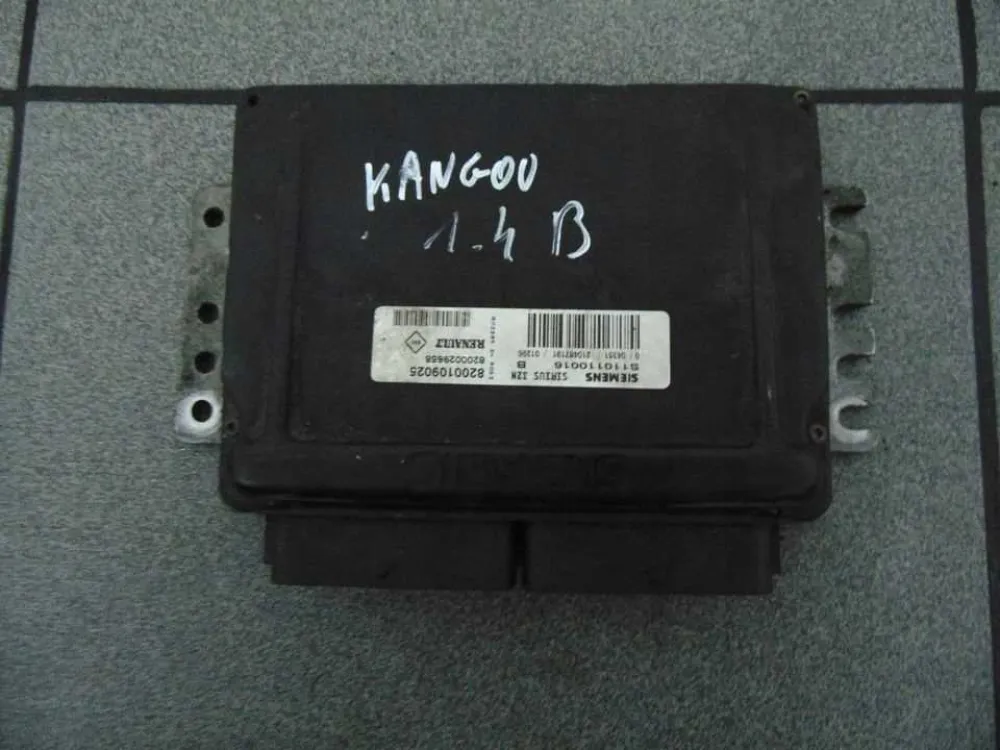 KANGOU
1.4 B
SIEMENS SIRIUS 32N
S110110016 B
RENAULT
8200029658
8200109025